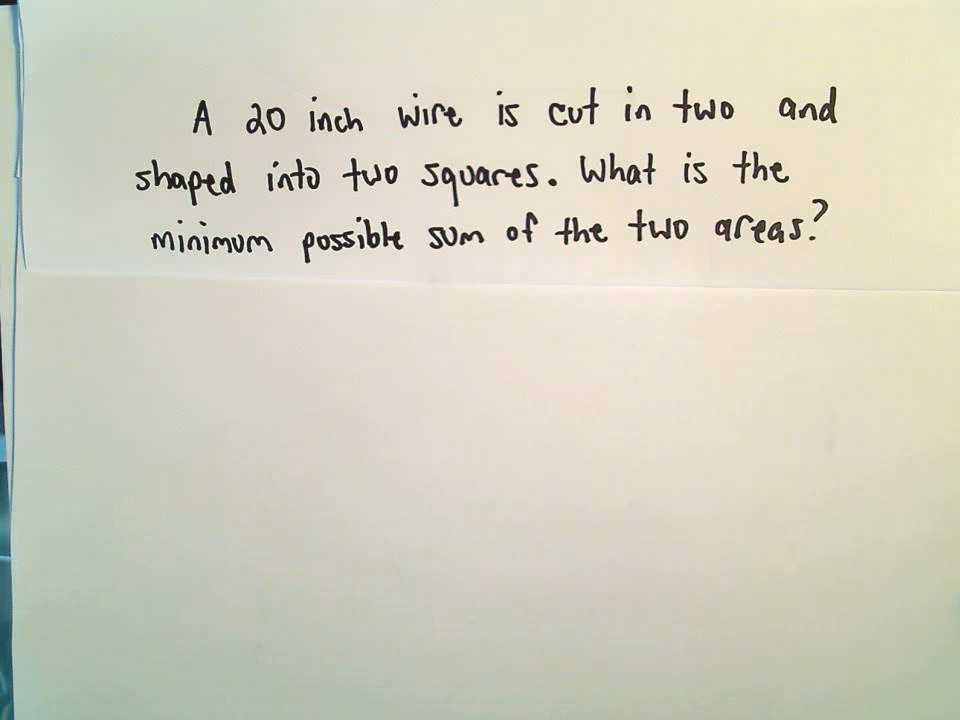 A 20 inch wire is cut in two and
shaped into two squares. What is the
minimum possible sum of the two areas?